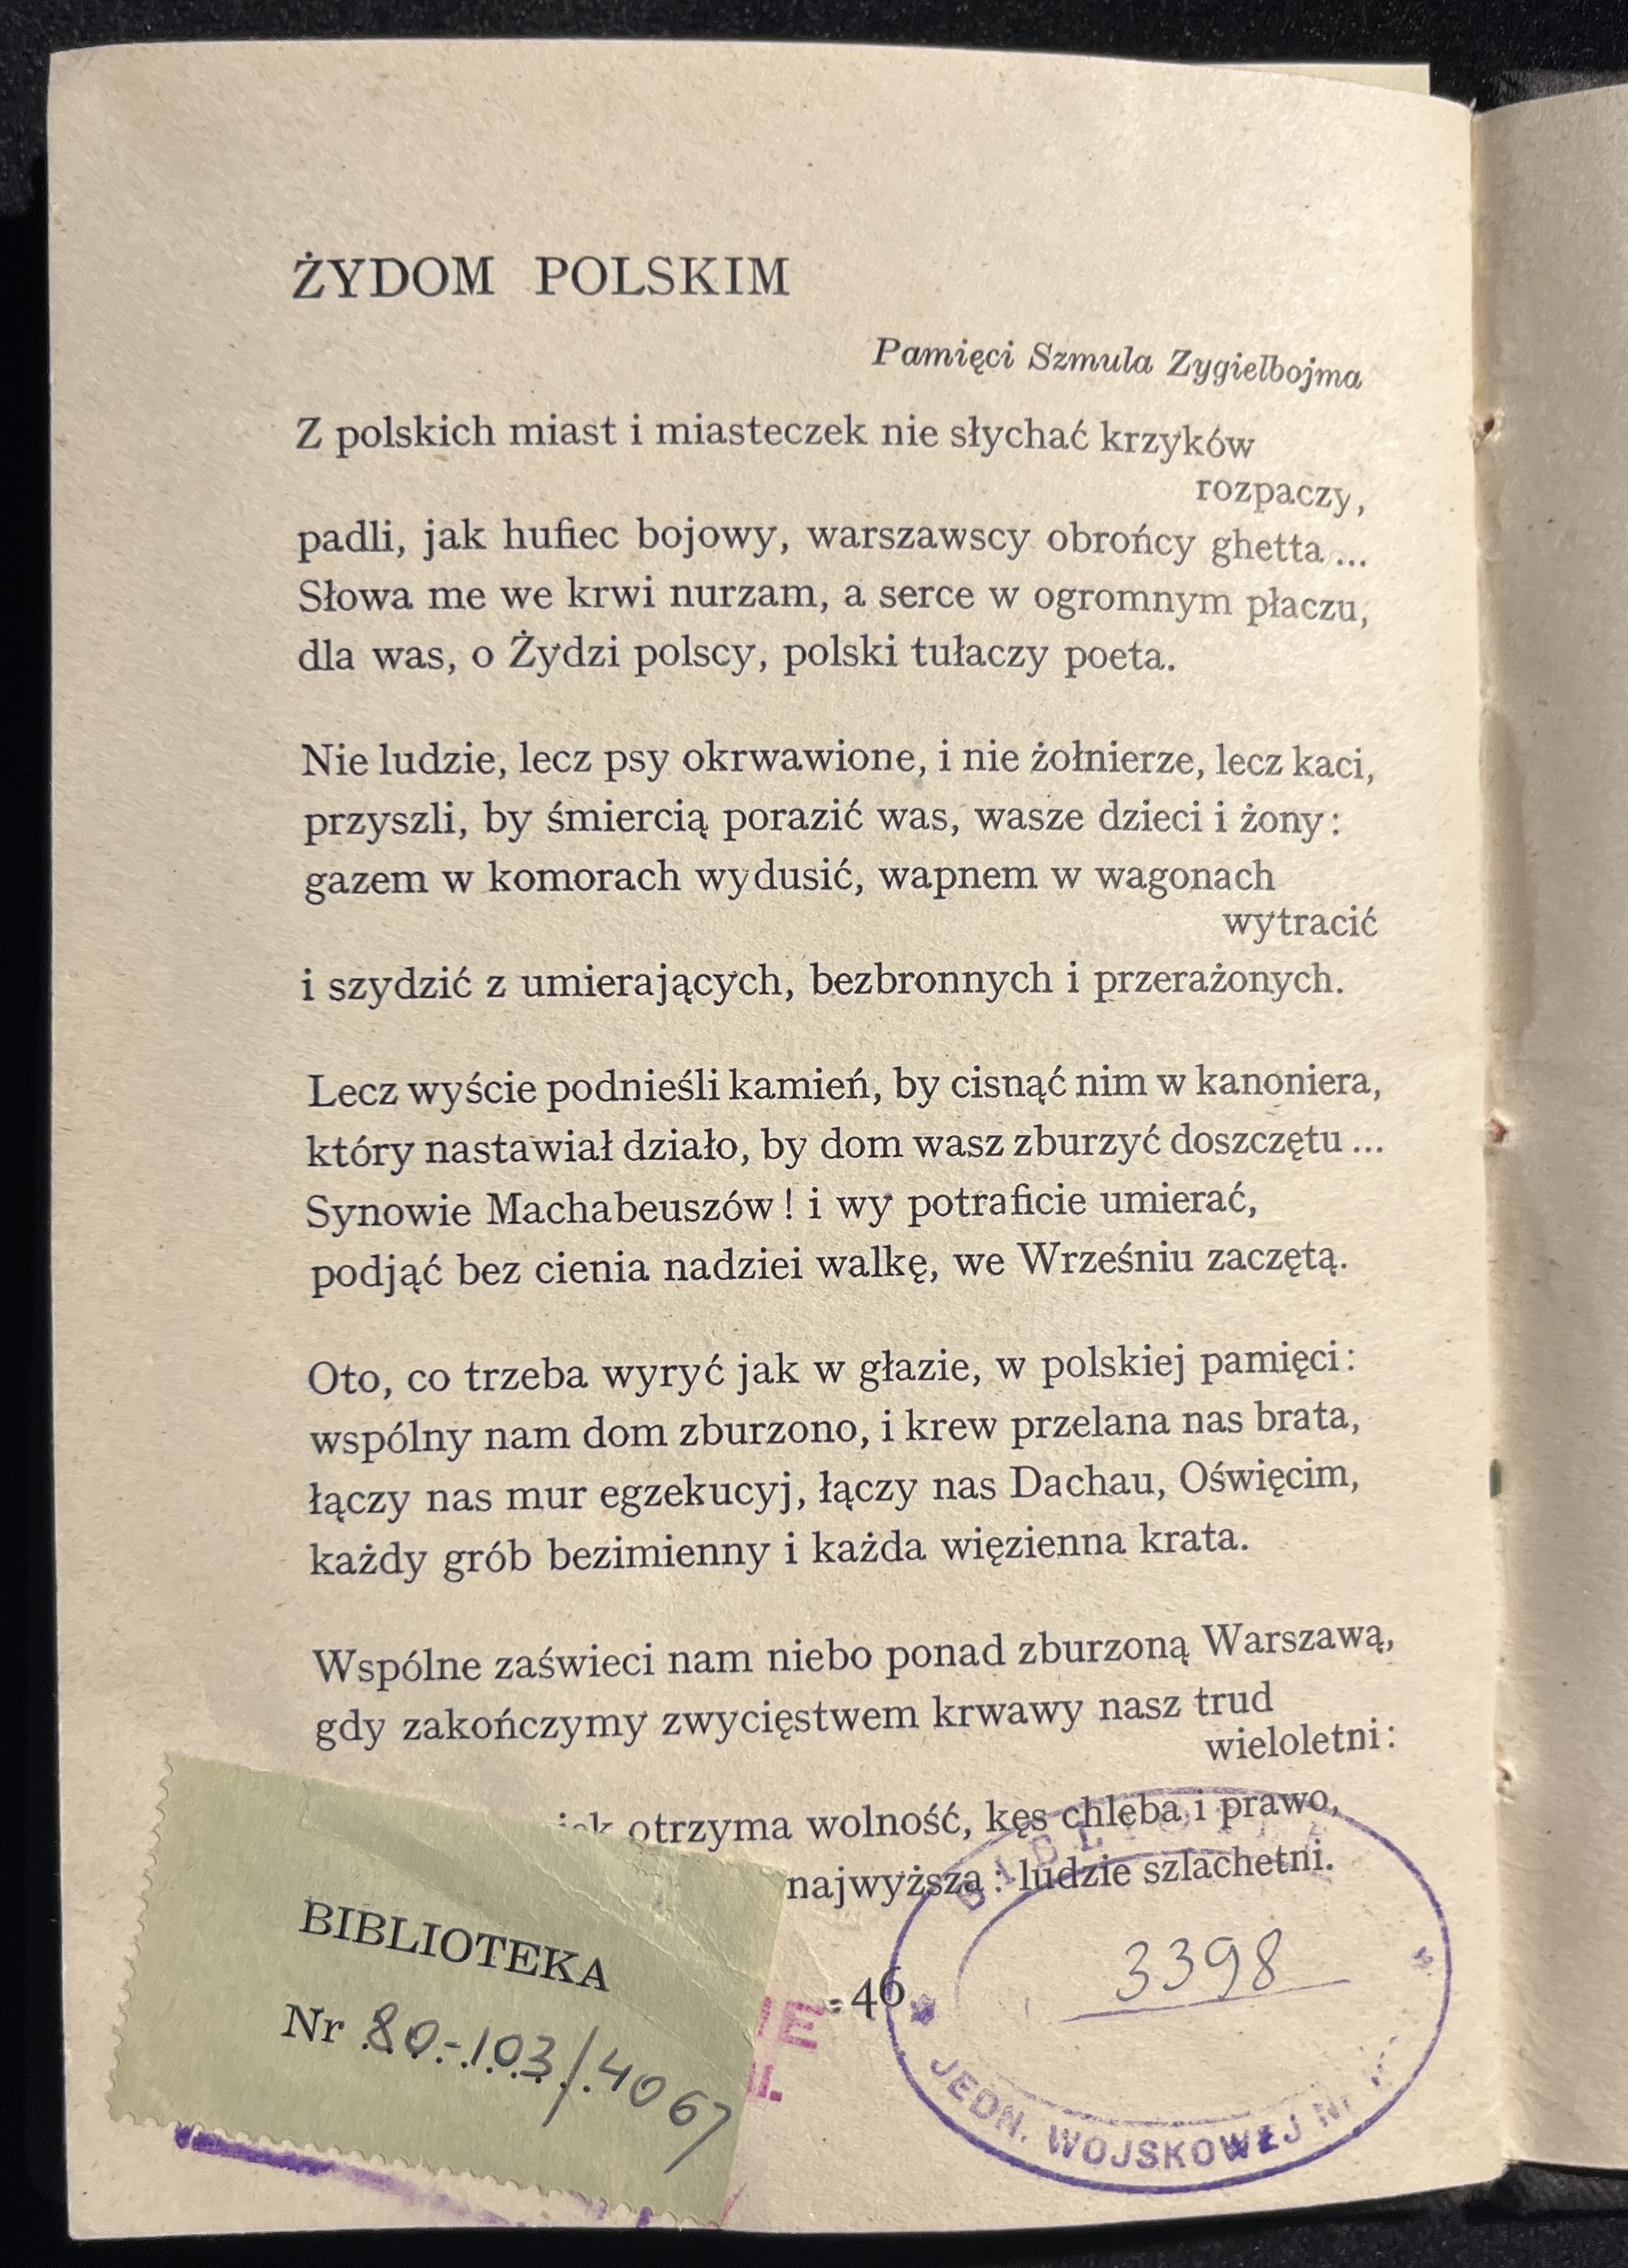 ŻYDOM POLSKIM
Pamięci Szmula Zygielbojma
Z polskich miast i miasteczek nie słychać krzyków
rozpaczy,
padli, jak hufiec bojowy, warszawscy obrońcy ghetta ...
Słowa me we krwi nurzam, a serce w ogromnym płaczu,
dla was, o Żydzi polscy, polski tułaczy poeta.
Nie ludzie, lecz psy okrwawione, i nie żołnierze, lecz kaci,
przyszli, by śmiercią porazić was, wasze dzieci i żony:
gazem w komorach wydusić, wapnem w wagonach
wytracić
i szydzić z umierających, bezbronnych i przerażonych.
Lecz wyście podnieśli kamień, by cisnąć nim w kanoniera,
który nastawiał działo, by dom wasz zburzyć doszczętu ...
Synowie Machabeuszów! i wy potraficie umierać,
podjąć bez cienia nadziei walkę, we Wrześniu zaczętą.
Oto, co trzeba wyryć jak w głazie, w polskiej pamięci:
wspólny nam dom zburzono, i krew przelana nas brata,
łączy nas mur egzekucyj, łączy nas Dachau, Oświęcim,
każdy grób bezimienny i każda więzienna krata.
Wspólne zaświeci nam niebo ponad zburzoną Warszawą,
gdy zakończymy zwycięstwem krwawy nasz trud
wieloletni:
otrzyma wolność, kęs chleba i prawo,
najwyższa: ludzie szlachetni.
46
BIBLIOTEKA
Nr 80-103/4067
3398
JEDN. WOJSKOWEJ Nr